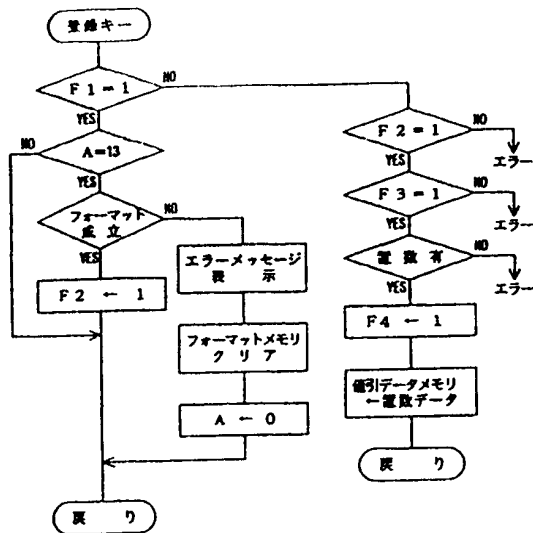 登録キー
F1=1
NO
YES
NO
A=13
YES
フォーマット
成立
NO
YES
F2 ← 1
エラーメッセージ
表示
フォーマットメモリ
クリア
A ← 0
戻り
F2=1
NO
エラー
YES
F3=1
NO
エラー
YES
置数有
NO
エラー
YES
F4 ← 1
値引データメモリ
←置数データ
戻り